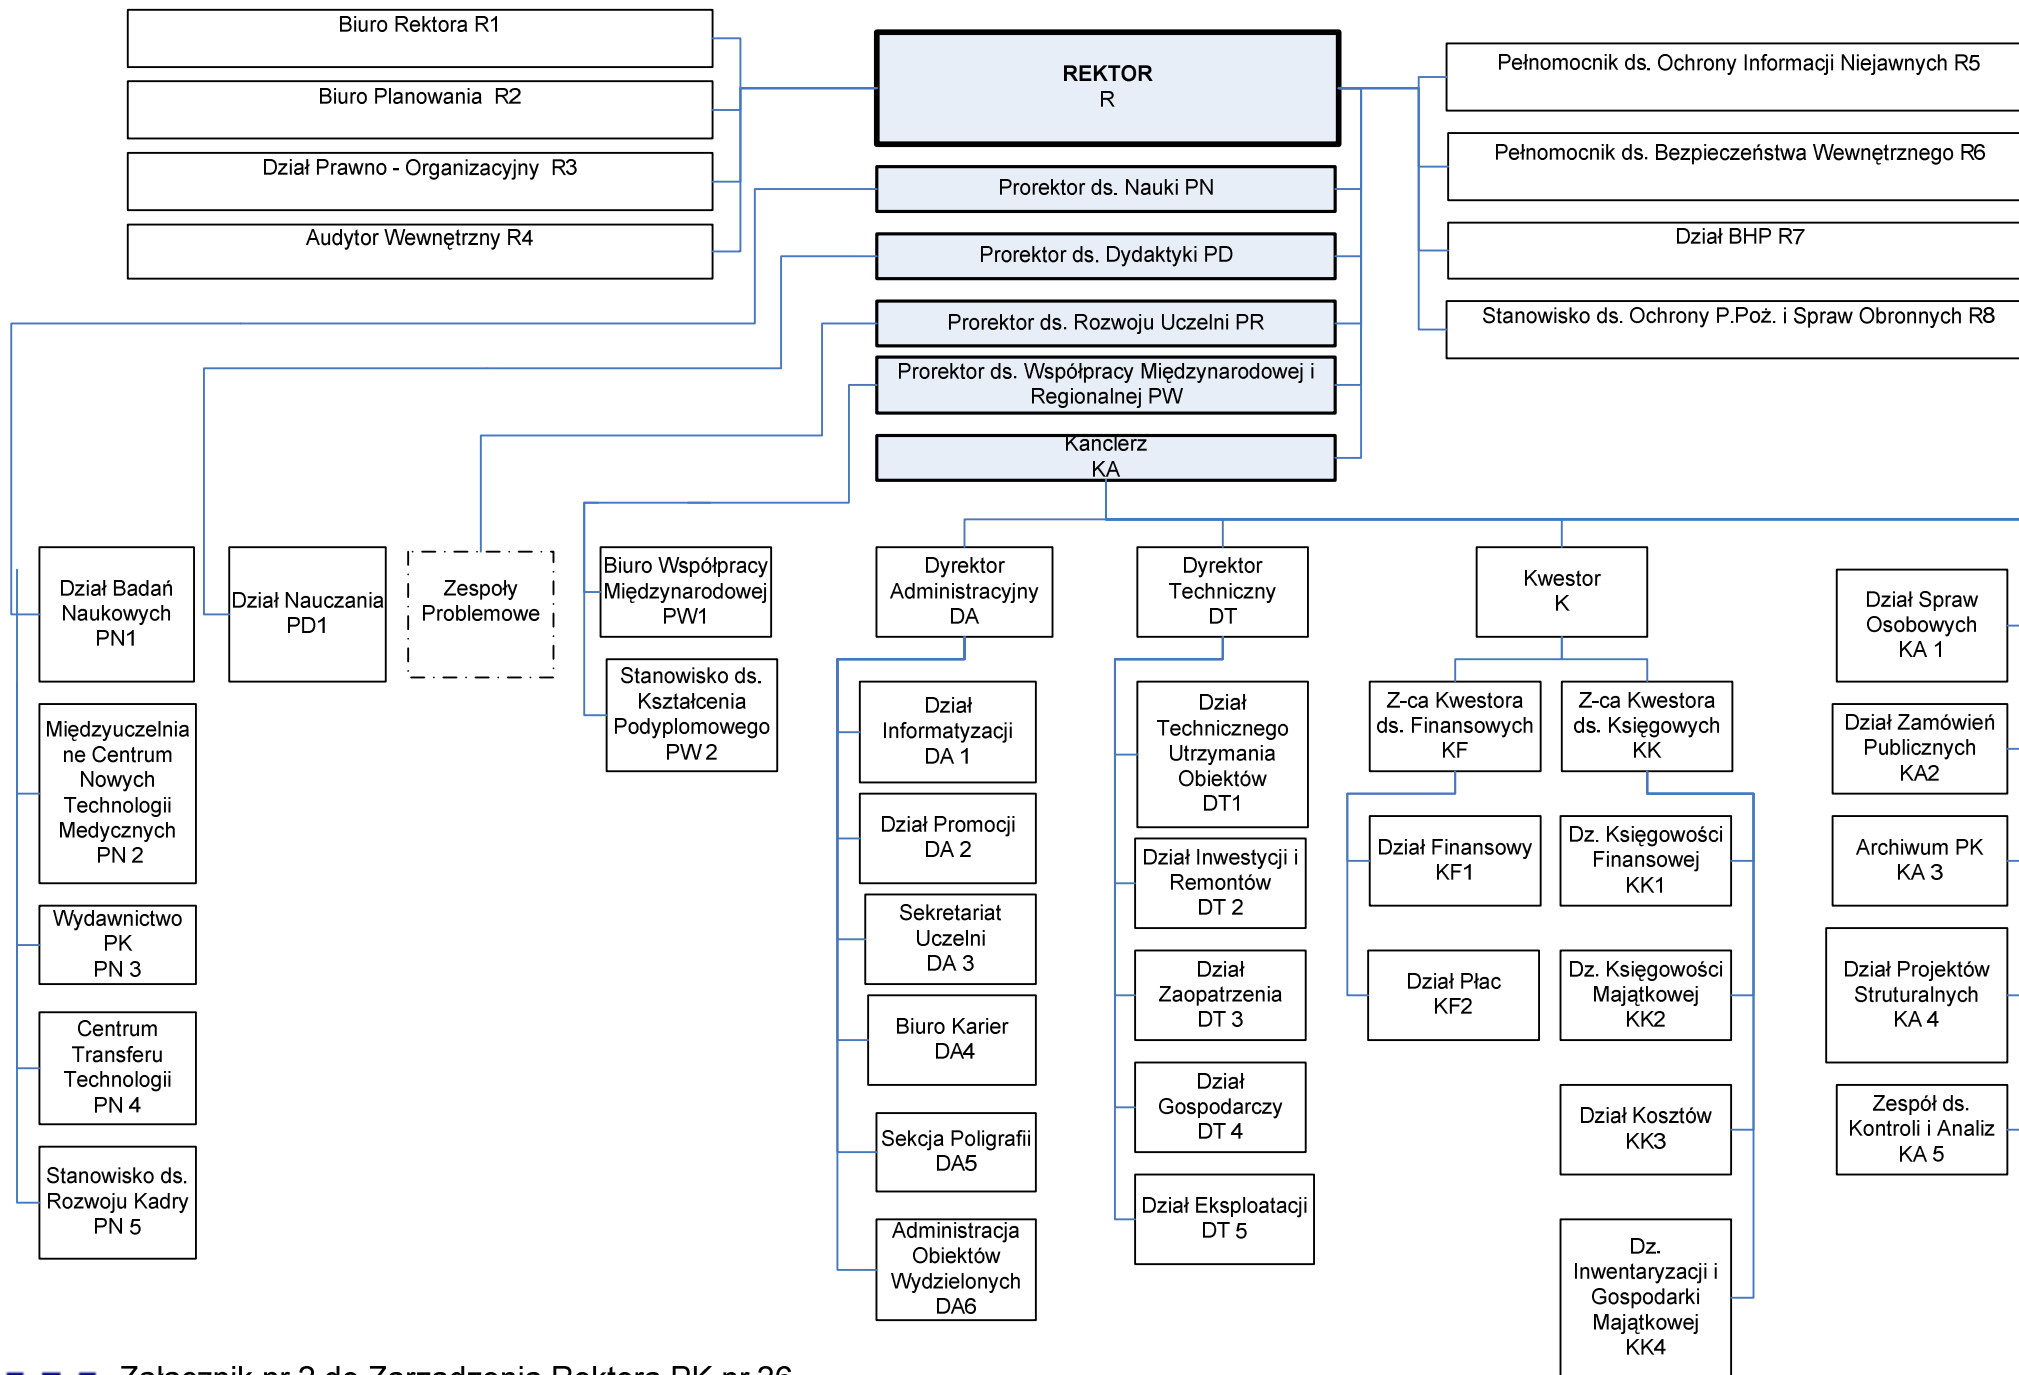 Biuro Rektora R1
Biuro Planowania R2
Dział Prawno - Organizacyjny R3
Audytor Wewnętrzny R4
REKTOR
R
Prorektor ds. Nauki PN
Prorektor ds. Dydaktyki PD
Prorektor ds. Rozwoju Uczelni PR
Prorektor ds. Współpracy Międzynarodowej i
Regionalnej PW
Kanclerz
KA
Pełnomocnik ds. Ochrony Informacji Niejawnych R5
Pełnomocnik ds. Bezpieczeństwa Wewnętrznego R6
Dział BHP R7
Stanowisko ds. Ochrony P.Poż. i Spraw Obronnych R8
Dział Badań
Naukowych
PN1
Międzyuczelnia
ne Centrum
Nowych
Technologii
Medycznych
PN 2
Wydawnictwo
PK
PN 3
Centrum
Transferu
Technologii
PN 4
Stanowisko ds.
Rozwoju Kadry
PN 5
Dział Nauczania
PD1
Zespoły
Problemowe
Biuro Współpracy
Międzynarodowej
PW1
Stanowisko ds.
Kształcenia
Podyplomowego
PW 2
Dyrektor
Administracyjny
DA
Dział
Informatyzacji
DA 1
Dział Promocji
DA 2
Sekretariat
Uczelni
DA 3
Biuro Karier
DA4
Sekcja Poligrafii
DA5
Administracja
Obiektów
Wydzielonych
DA6
Dyrektor
Techniczny
DT
Dział
Technicznego
Utrzymania
Obiektów
DT1
Dział Inwestycji i
Remontów
DT 2
Dział
Zaopatrzenia
DT 3
Dział
Gospodarczy
DT 4
Dział Eksploatacji
DT 5
Kwestor
K
Z-ca Kwestora
ds. Finansowych
KF
Dział Finansowy
KF1
Dział Płac
KF2
Z-ca Kwestora
ds. Księgowych
KK
Dz. Księgowości
Finansowej
KK1
Dz. Księgowości
Majątkowej
KK2
Dział Kosztów
KK3
Dz.
Inwentaryzacji i
Gospodarki
Majątkowej
KK4
Dział Spraw
Osobowych
KA 1
Dział Zamówień
Publicznych
KA2
Archiwum PK
KA 3
Dział Projektów
Struturalnych
KA 4
Zespół ds.
Kontroli i Analiz
KA 5
Załącznik nr 2 do Zarządzenia Rektora PK nr 26